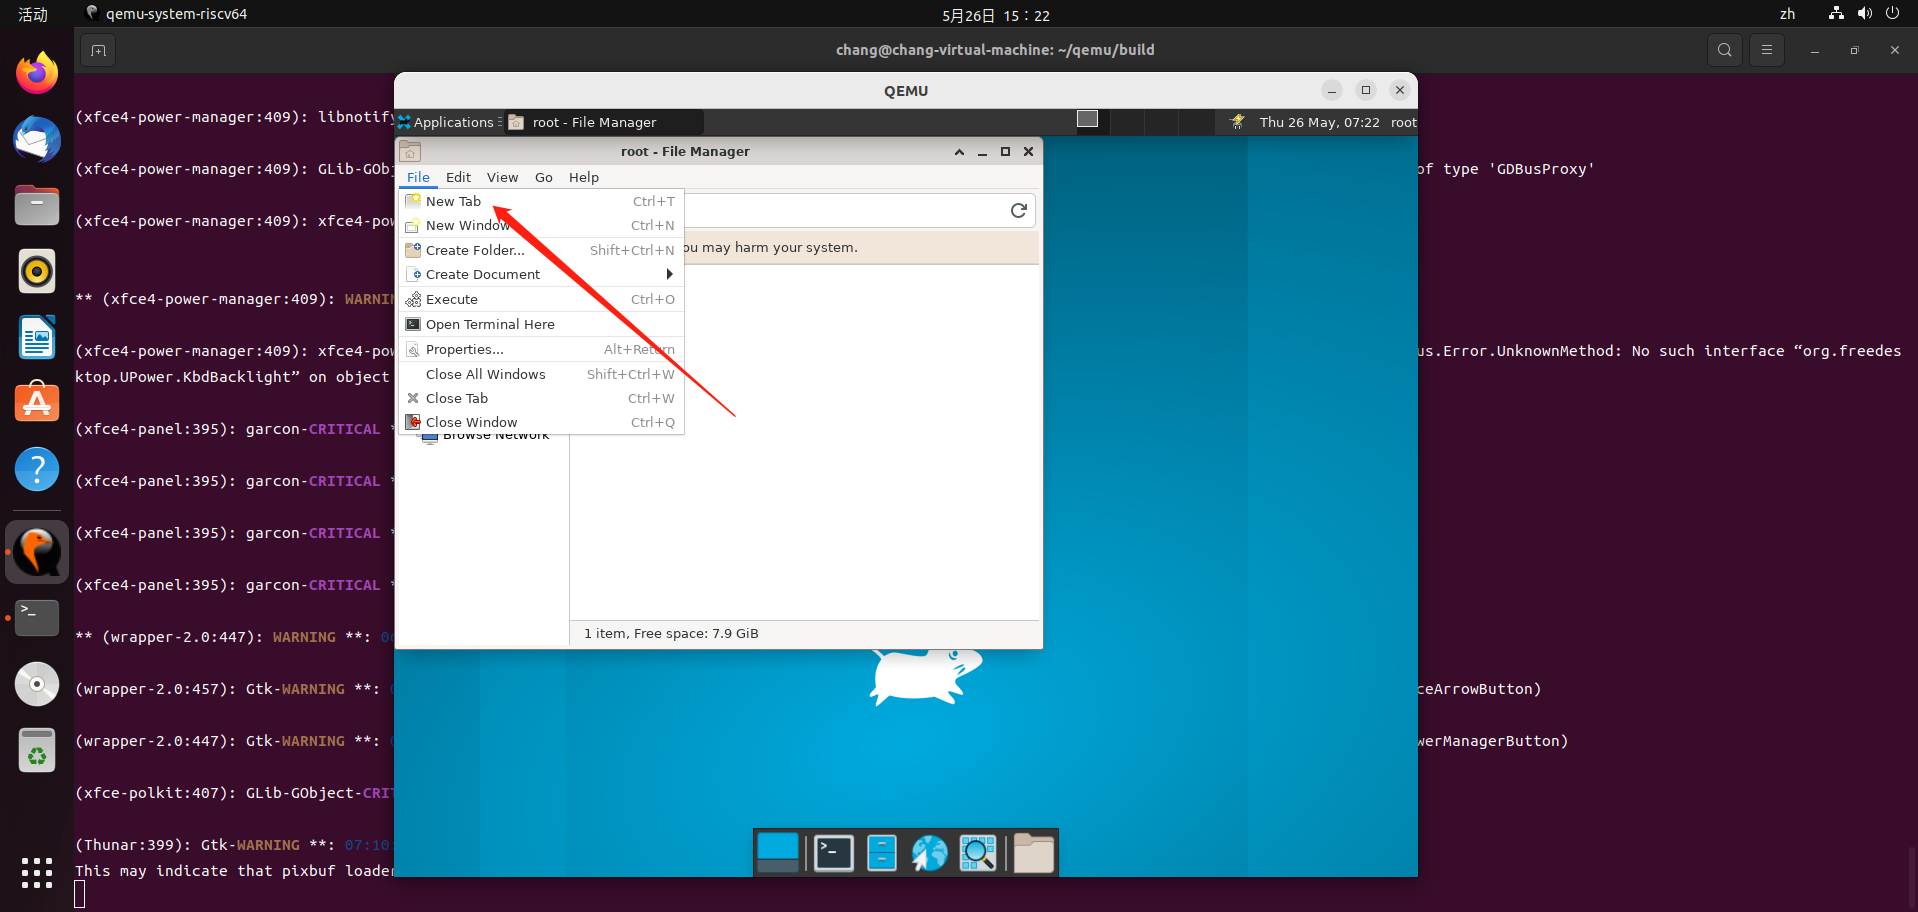 活动
qemu-system-riscv64
5月26日 15：22
zh
chang@chang-virtual-machine: ~/qemu/build
QEMU
Applications
root - File Manager
Thu 26 May, 07:22 root
root - File Manager
File Edit View Go Help
New Tab Ctrl+T
New Window Ctrl+N
Create Folder... Shift+Ctrl+N
Create Document
Execute Ctrl+O
Open Terminal Here
Properties... Alt+Return
Close All Windows Shift+Ctrl+W
Close Tab Ctrl+W
Close Window Ctrl+Q
ou may harm your system.
Browse Network
1 item, Free space: 7.9 GiB
(xfce4-power-manager:409): libnotify
(xfce4-power-manager:409): GLib-GObj
of type 'GDBusProxy'
(xfce4-power-manager:409): xfce4-pow
** (xfce4-power-manager:409): WARNIN
(xfce4-power-manager:409): xfce4-pow
us.Error.UnknownMethod: No such interface “org.freedes
ktop.UPower.KbdBacklight” on object
(xfce4-panel:395): garcon-CRITICAL *
(xfce4-panel:395): garcon-CRITICAL *
(xfce4-panel:395): garcon-CRITICAL *
(xfce4-panel:395): garcon-CRITICAL *
** (wrapper-2.0:447): WARNING **:
(wrapper-2.0:457): Gtk-WARNING **:
ceArrowButton)
(wrapper-2.0:447): Gtk-WARNING **:
werManagerButton)
(xfce-polkit:407): GLib-GObject-CRIT
(Thunar:399): Gtk-WARNING **: 07:10:
This may indicate that pixbuf loader